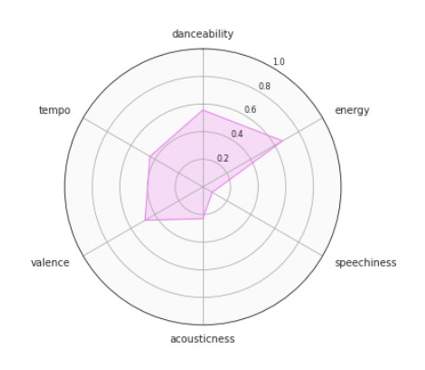 danceability
1.0
0.8
tempo
0.6
energy
0.4
0.2
valence
speechiness
acousticness